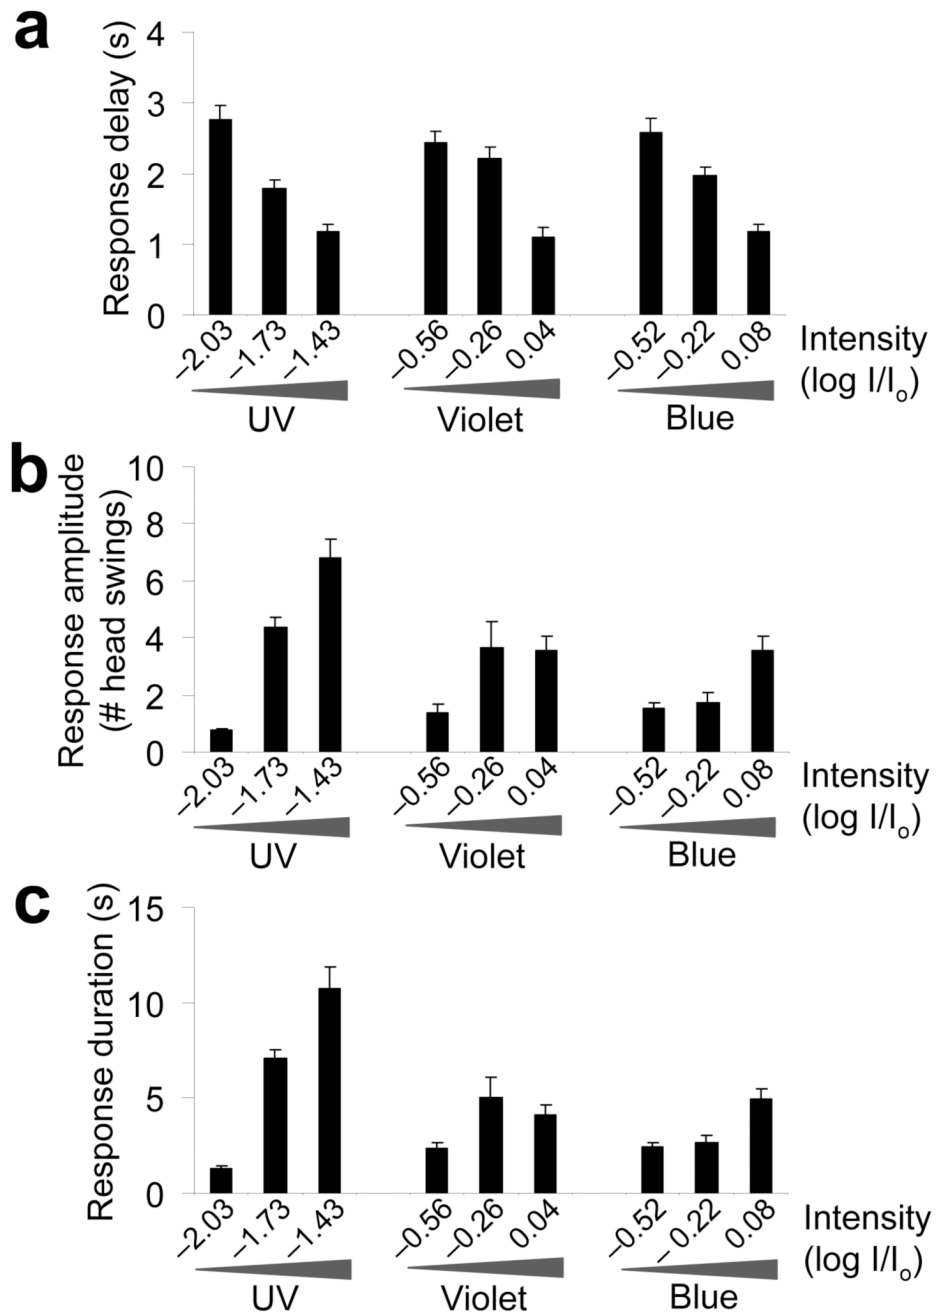 a
Response delay (s)
4
3
2
1
0
−2.03
−1.73
−1.43
−0.56
−0.26
0.04
−0.52
−0.22
0.08
Intensity
(log I/Io)
UV
Violet
Blue
b
Response amplitude
(# head swings)
10
8
6
4
2
0
−2.03
−1.73
−1.43
−0.56
−0.26
0.04
−0.52
−0.22
0.08
Intensity
(log I/Io)
UV
Violet
Blue
c
Response duration (s)
15
10
5
0
−2.03
−1.73
−1.43
−0.56
−0.26
0.04
−0.52
− 0.22
0.08
Intensity
(log I/Io)
UV
Violet
Blue